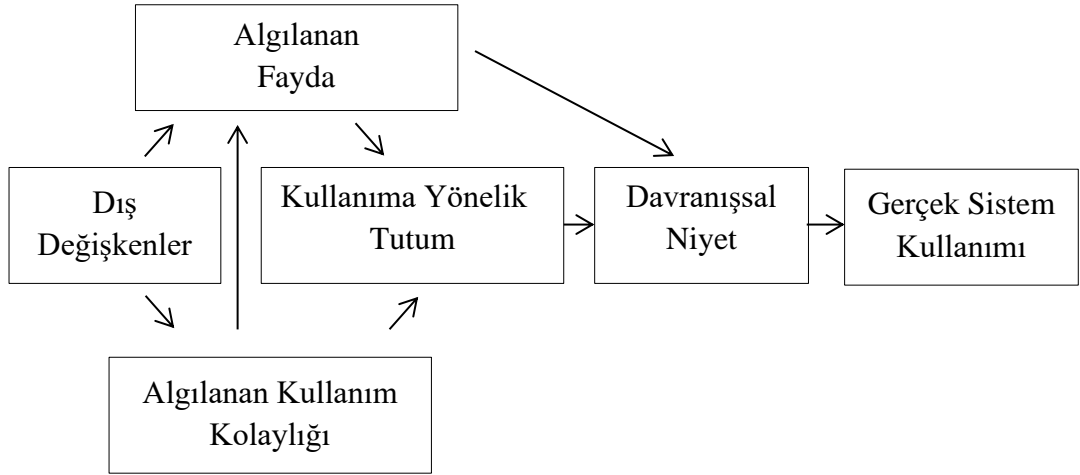 Algılanan
Fayda
Dış
Değişkenler
Kullanıma Yönelik
Tutum
Davranışsal
Niyet
Gerçek Sistem
Kullanımı
Algılanan Kullanım
Kolaylığı